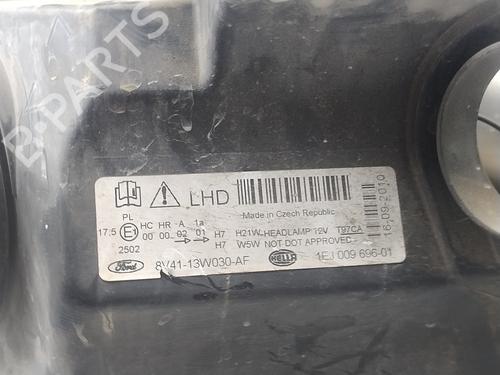 B-PARTS
LHD
Made in Czech Republic
PL
17.5 E1 HC HR A 1a
00 00 02 01 H7 H21W HEADLAMP 12V T97CA
2502 H7 W5W NOT DOT APPROVED
Ford 8V41-13W030-AF HELLA 1EJ 009 696-01
16-09-2010